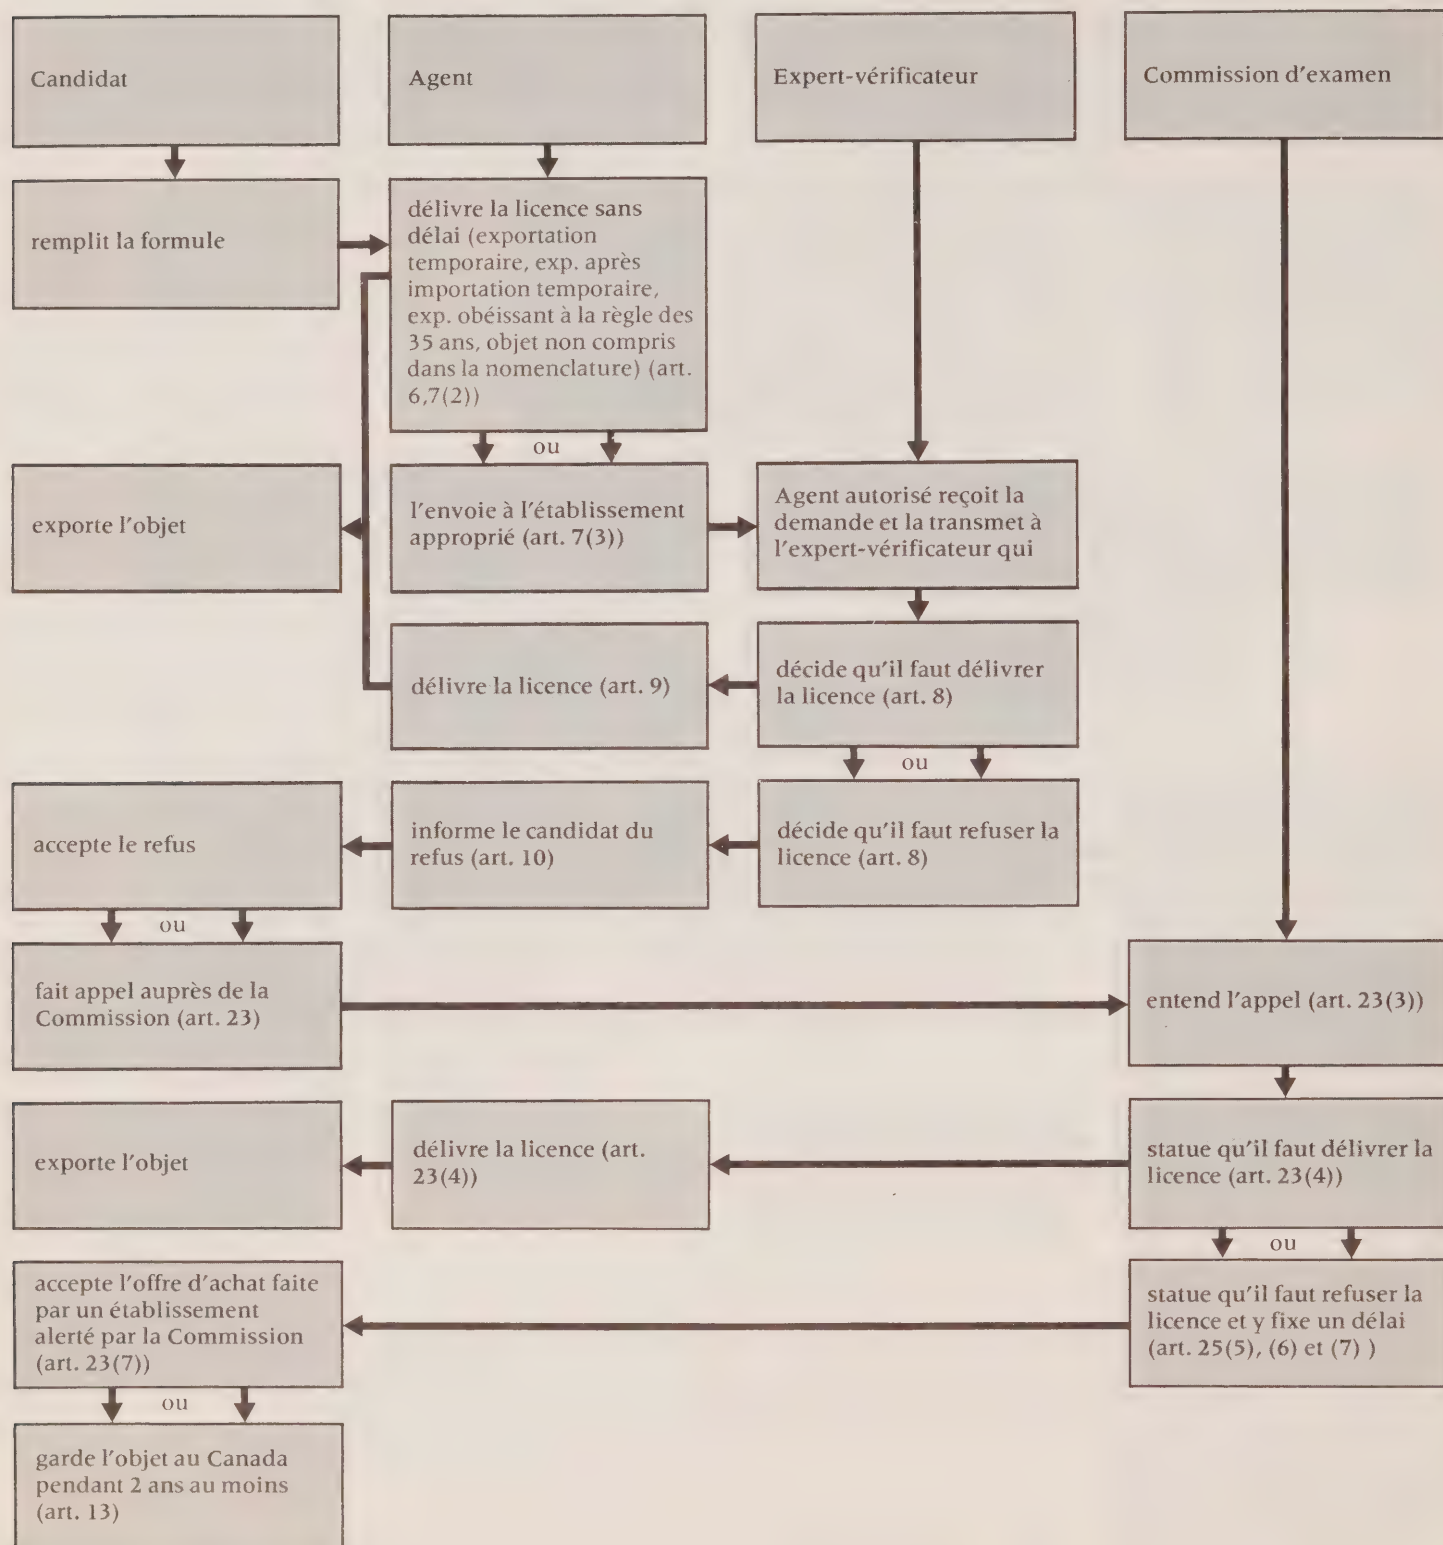 Candidat
Agent
Expert-vérificateur
Commission d'examen
remplit la formule
délivre la licence sans
délai (exportation
temporaire, exp. après
importation temporaire,
exp. obéissant à la règle des
35 ans, objet non compris
dans la nomenclature) (art.
6,7(2))
ou
exporte l'objet
l'envoie à l'établissement
approprié (art. 7(3))
Agent autorisé reçoit la
demande et la transmet à
l'expert-vérificateur qui
délivre la licence (art. 9)
décide qu'il faut délivrer
la licence (art. 8)
ou
accepte le refus
informe le candidat du
refus (art. 10)
décide qu'il faut refuser la
licence (art. 8)
ou
fait appel auprès de la
Commission (art. 23)
entend l'appel (art. 23(3))
exporte l'objet
délivre la licence (art.
23(4))
statue qu'il faut délivrer la
licence (art. 23(4))
ou
accepte l'offre d'achat faite
par un établissement
alerté par la Commission
(art. 23(7))
statue qu'il faut refuser la
licence et y fixe un délai
(art. 25(5), (6) et (7) )
ou
garde l'objet au Canada
pendant 2 ans au moins
(art. 13)